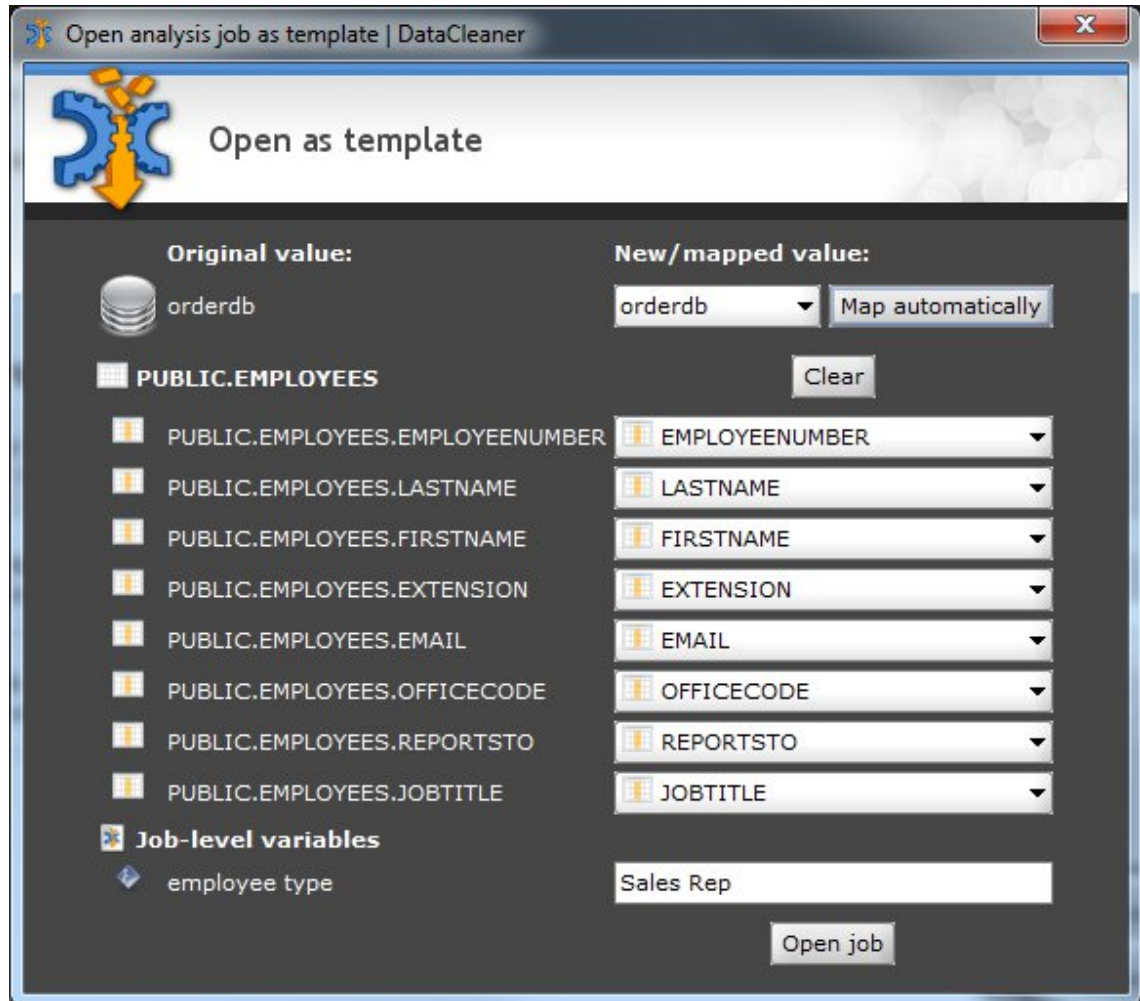 Open analysis job as template | DataCleaner
Open as template
Original value: New/mapped value:
orderdb orderdb Map automatically
PUBLIC.EMPLOYEES Clear
PUBLIC.EMPLOYEES.EMPLOYEENUMBER EMPLOYEENUMBER
PUBLIC.EMPLOYEES.LASTNAME LASTNAME
PUBLIC.EMPLOYEES.FIRSTNAME FIRSTNAME
PUBLIC.EMPLOYEES.EXTENSION EXTENSION
PUBLIC.EMPLOYEES.EMAIL EMAIL
PUBLIC.EMPLOYEES.OFFICECODE OFFICECODE
PUBLIC.EMPLOYEES.REPORTSTO REPORTSTO
PUBLIC.EMPLOYEES.JOBTITLE JOBTITLE
Job-level variables
employee type Sales Rep
Open job